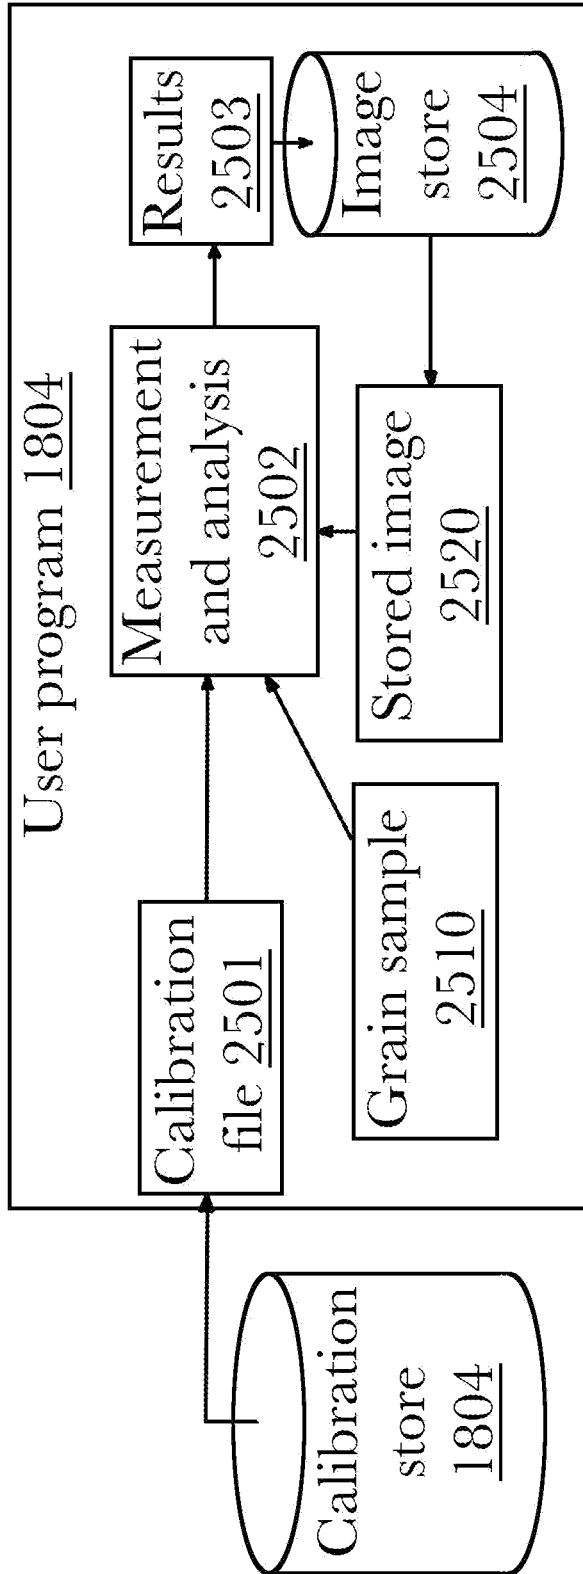 User program 1804
Calibration
store
1804
Calibration
file 2501
Grain sample
2510
Measurement
and analysis
2502
Stored image
2520
Results
2503
Image
store
2504